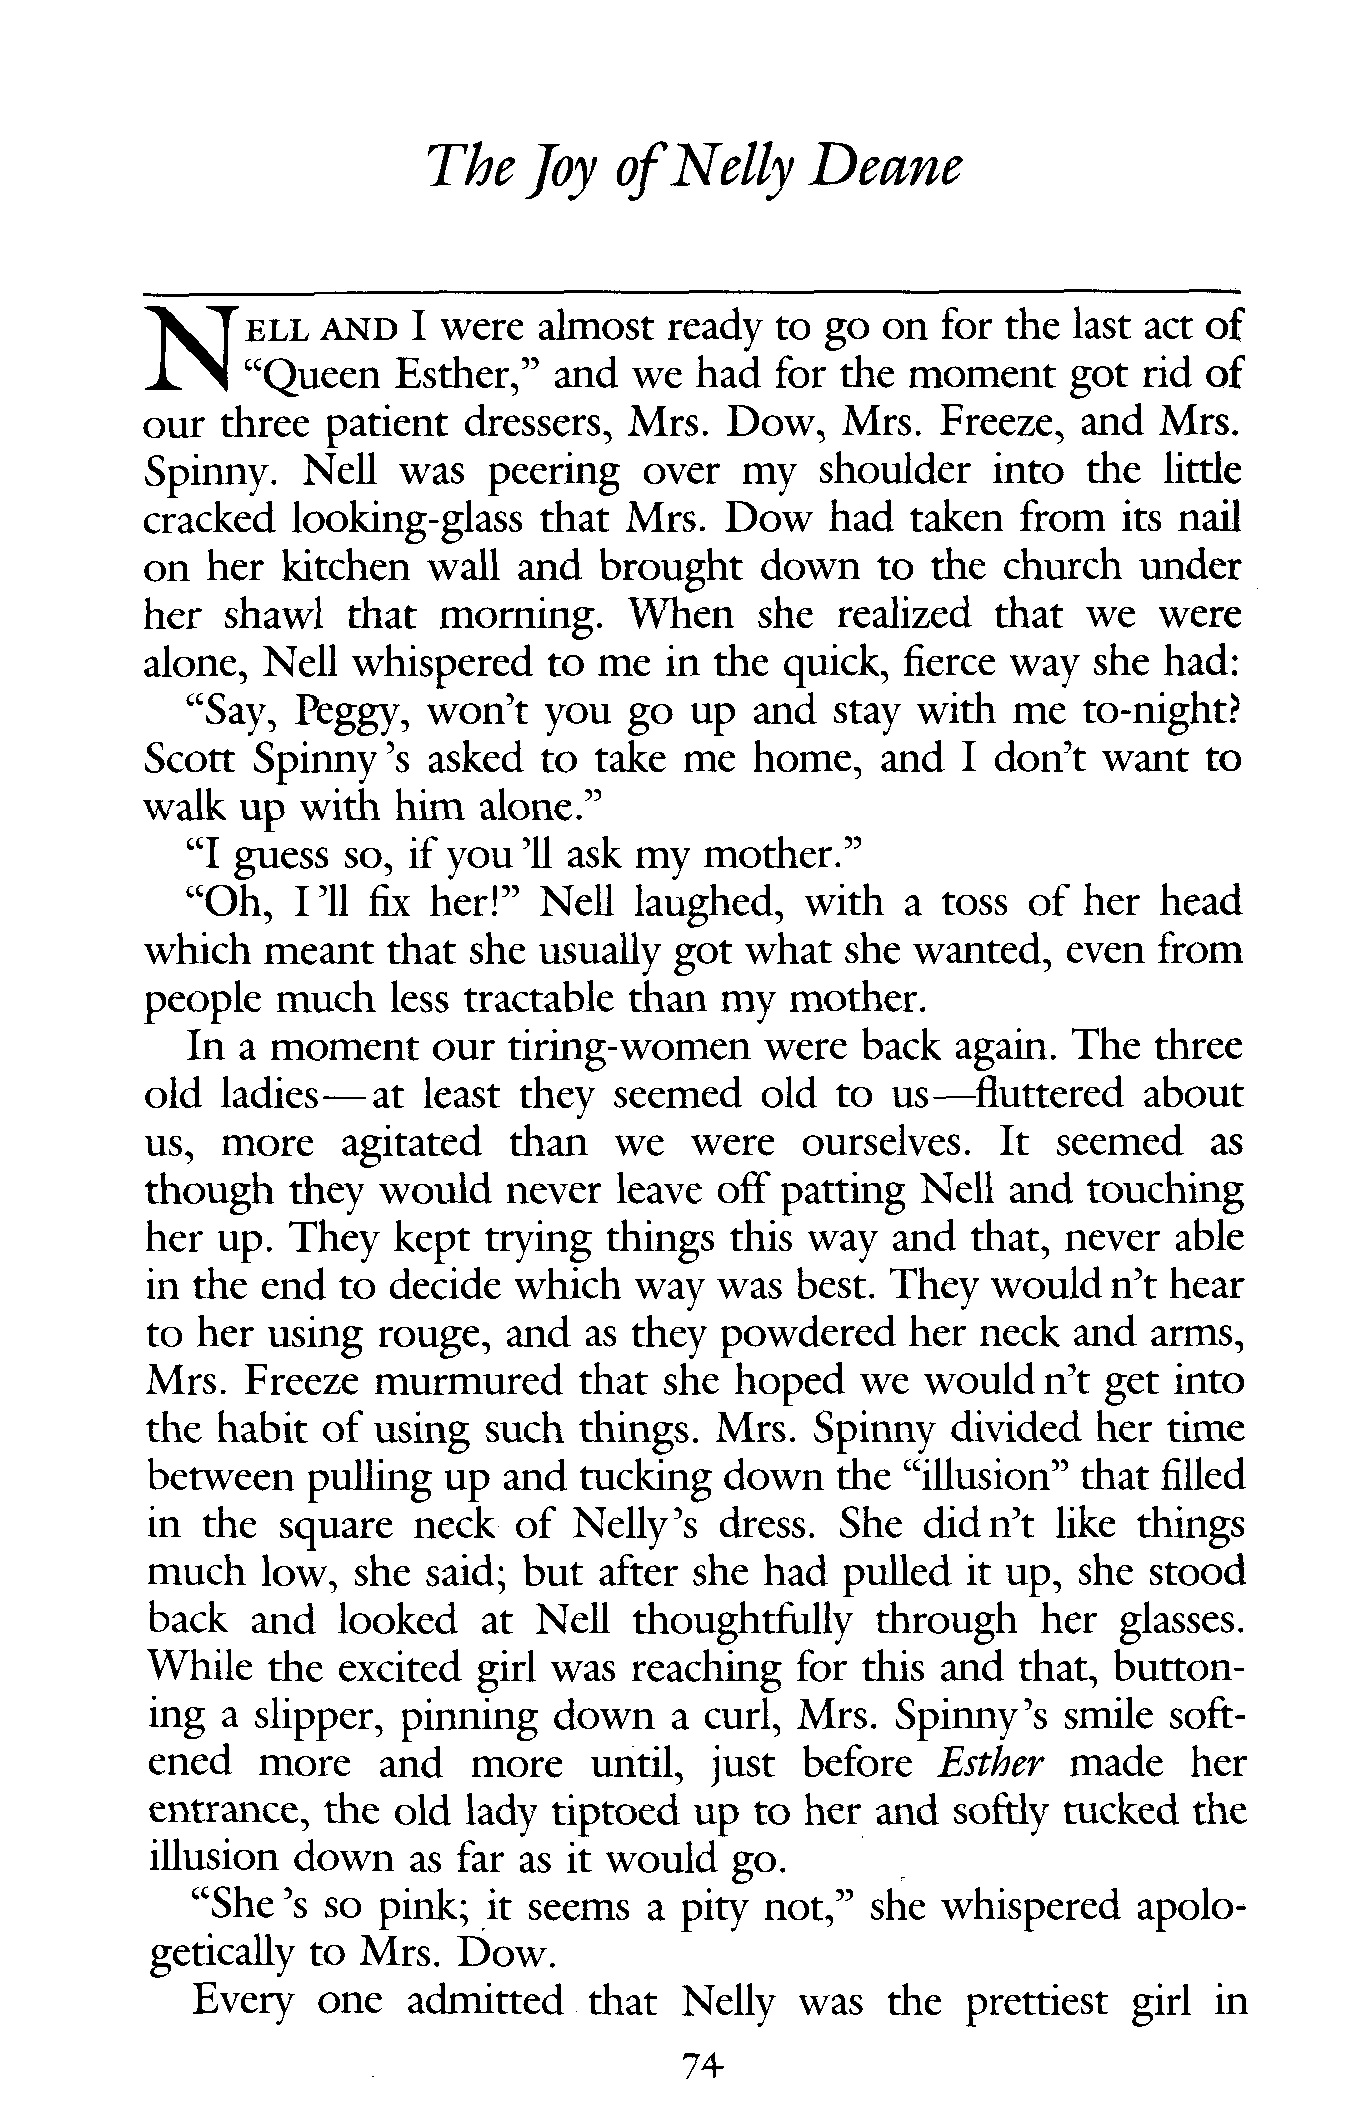 The Joy of Nelly Deane
NELL AND I were almost ready to go on for the last act of
“Queen Esther,” and we had for the moment got rid of
our three patient dressers, Mrs. Dow, Mrs. Freeze, and Mrs.
Spinny. Nell was peering over my shoulder into the little
cracked looking-glass that Mrs. Dow had taken from its nail
on her kitchen wall and brought down to the church under
her shawl that morning. When she realized that we were
alone, Nell whispered to me in the quick, fierce way she had:
“Say, Peggy, won’t you go up and stay with me to-night?
Scott Spinny ’s asked to take me home, and I don’t want to
walk up with him alone.”
“I guess so, if you ’ll ask my mother.”
“Oh, I ’ll fix her!” Nell laughed, with a toss of her head
which meant that she usually got what she wanted, even from
people much less tractable than my mother.
In a moment our tiring-women were back again. The three
old ladies—at least they seemed old to us—fluttered about
us, more agitated than we were ourselves. It seemed as
though they would never leave off patting Nell and touching
her up. They kept trying things this way and that, never able
in the end to decide which way was best. They would n’t hear
to her using rouge, and as they powdered her neck and arms,
Mrs. Freeze murmured that she hoped we would n’t get into
the habit of using such things. Mrs. Spinny divided her time
between pulling up and tucking down the “illusion” that filled
in the square neck of Nelly’s dress. She did n’t like things
much low, she said; but after she had pulled it up, she stood
back and looked at Nell thoughtfully through her glasses.
While the excited girl was reaching for this and that, button-
ing a slipper, pinning down a curl, Mrs. Spinny’s smile soft-
ened more and more until, just before Esther made her
entrance, the old lady tiptoed up to her and softly tucked the
illusion down as far as it would go.
“She ’s so pink; it seems a pity not,” she whispered apolo-
getically to Mrs. Dow.
Every one admitted that Nelly was the prettiest girl in
74